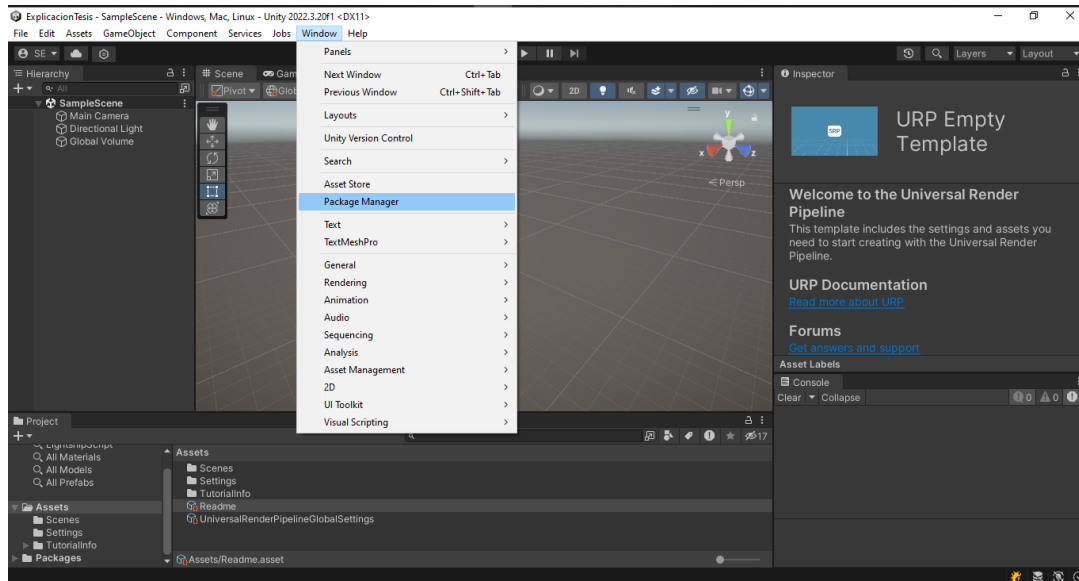 ExplicacionTesis - SampleScene - Windows, Mac, Linux - Unity 2022.3.20f1 <DX11>
File Edit Assets GameObject Component Services Jobs Window Help
SE
Layers
Layout
Hierarchy
All
SampleScene
Main Camera
Directional Light
Global Volume
Scene
Gam
Pivot
Glob
2D
y
x
z
Persp
Panels
Next Window Ctrl+Tab
Previous Window Ctrl+Shift+Tab
Layouts
Unity Version Control
Search
Asset Store
Package Manager
Text
TextMeshPro
General
Rendering
Animation
Audio
Sequencing
Analysis
Asset Management
2D
UI Toolkit
Visual Scripting
Inspector
SRP
URP Empty
Template
Welcome to the Universal Render
Pipeline
This template includes the settings and assets you
need to start creating with the Universal Render
Pipeline.
URP Documentation
Read more about URP
Forums
Get answers and support
Asset Labels
Console
Clear Collapse
0 0
Project
17
LightshipScript
All Materials
All Models
All Prefabs
Assets
Scenes
Settings
TutorialInfo
Packages
Assets
Scenes
Settings
TutorialInfo
Readme
UniversalRenderPipelineGlobalSettings
Assets/Readme.asset